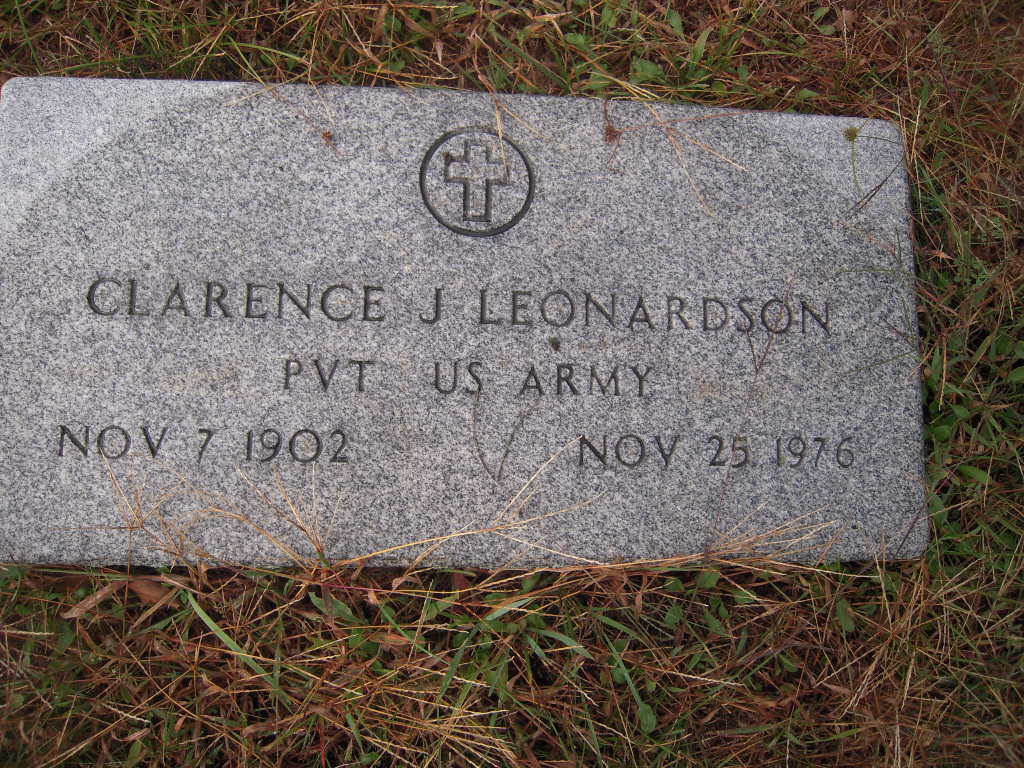 CLARENCE J LEONARDSON
PVT US ARMY
NOV 7 1902 NOV 25 1976